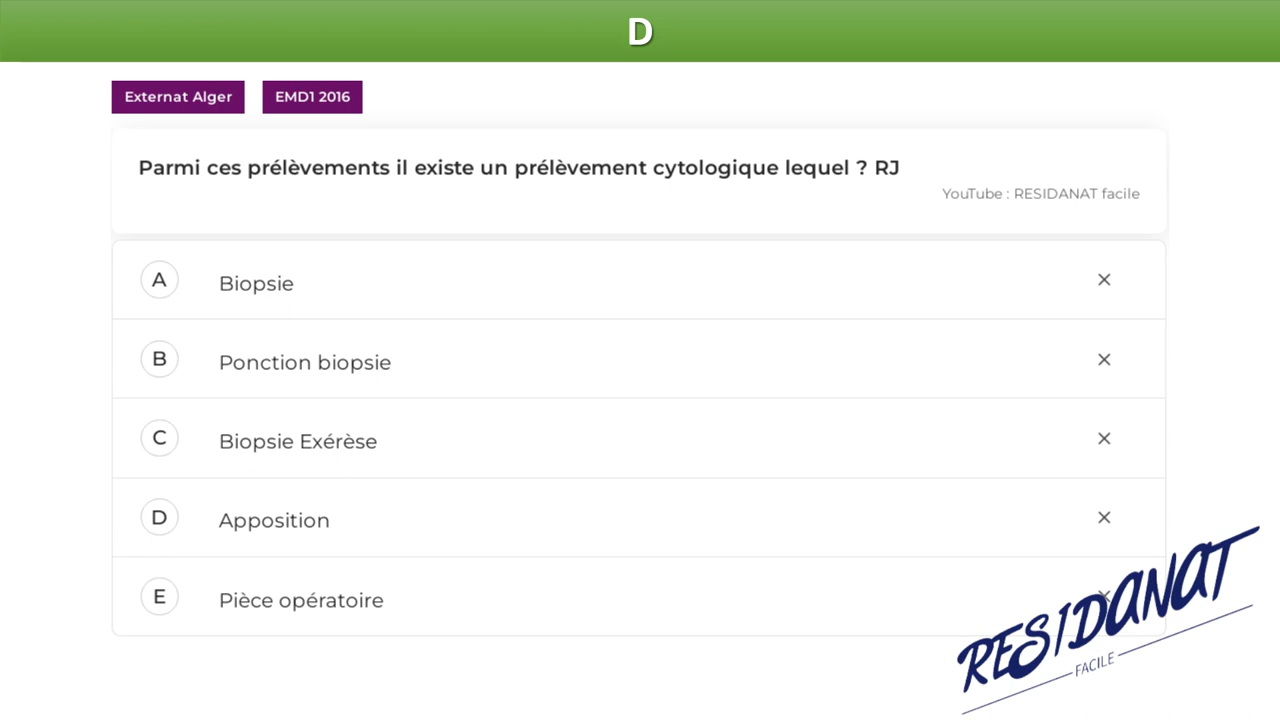 D
Externat Alger EMD1 2016
Parmi ces prélèvements il existe un prélèvement cytologique lequel ? RJ
YouTube : RESIDANAT facile
A Biopsie ×
B Ponction biopsie ×
C Biopsie Exérèse ×
D Apposition ×
E Pièce opératoire ×
RESIDANAT
FACILE